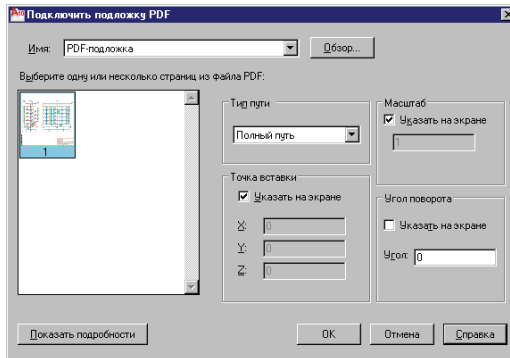 Подключить подложку PDF
Имя: PDF-подложка Обзор...
Выберите одну или несколько страниц из файла PDF:
1
Тип пути
Полный путь
Масштаб
Указать на экране
1
Точка вставки
Указать на экране
X: 0
Y: 0
Z: 0
Угол поворота
Указать на экране
Угол: 0
Показать подробности
OK Отмена Справка